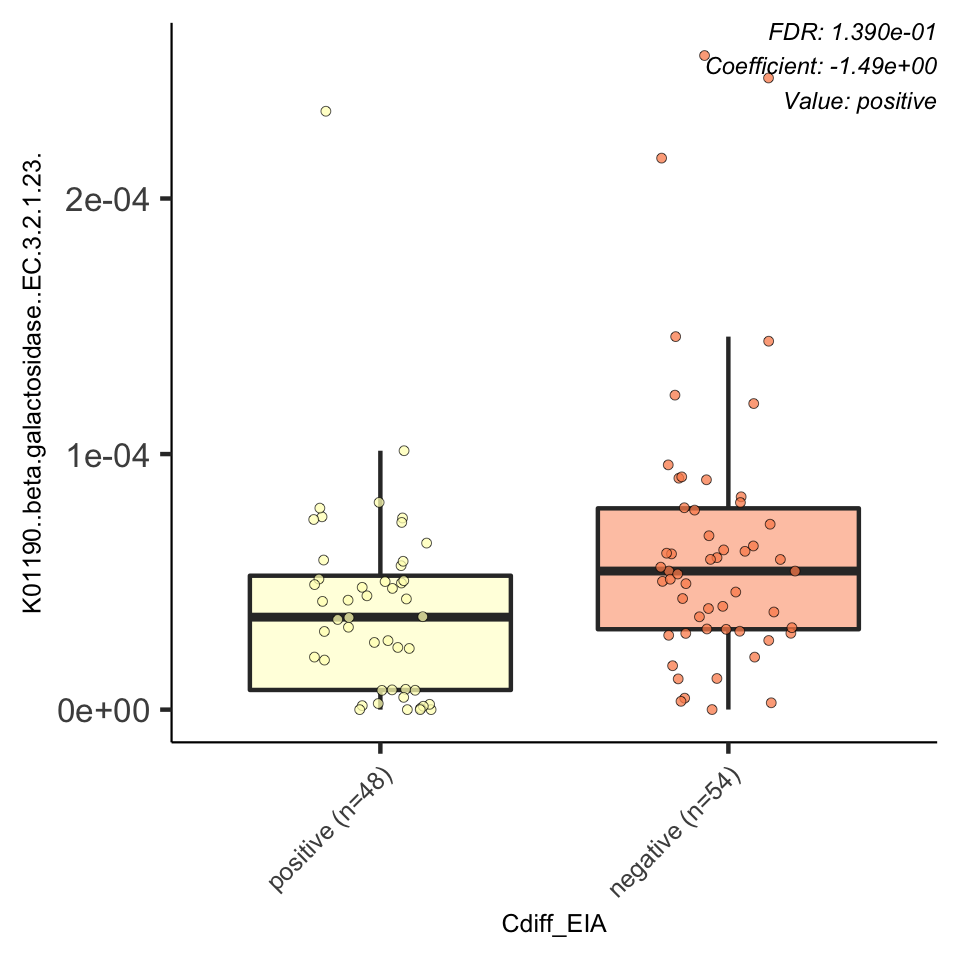 FDR: 1.390e-01
Coefficient: -1.49e+00
Value: positive
K01190..beta.galactosidase..EC.3.2.1.23.
2e-04
1e-04
0e+00
positive (n=48)
negative (n=54)
Cdiff_EIA